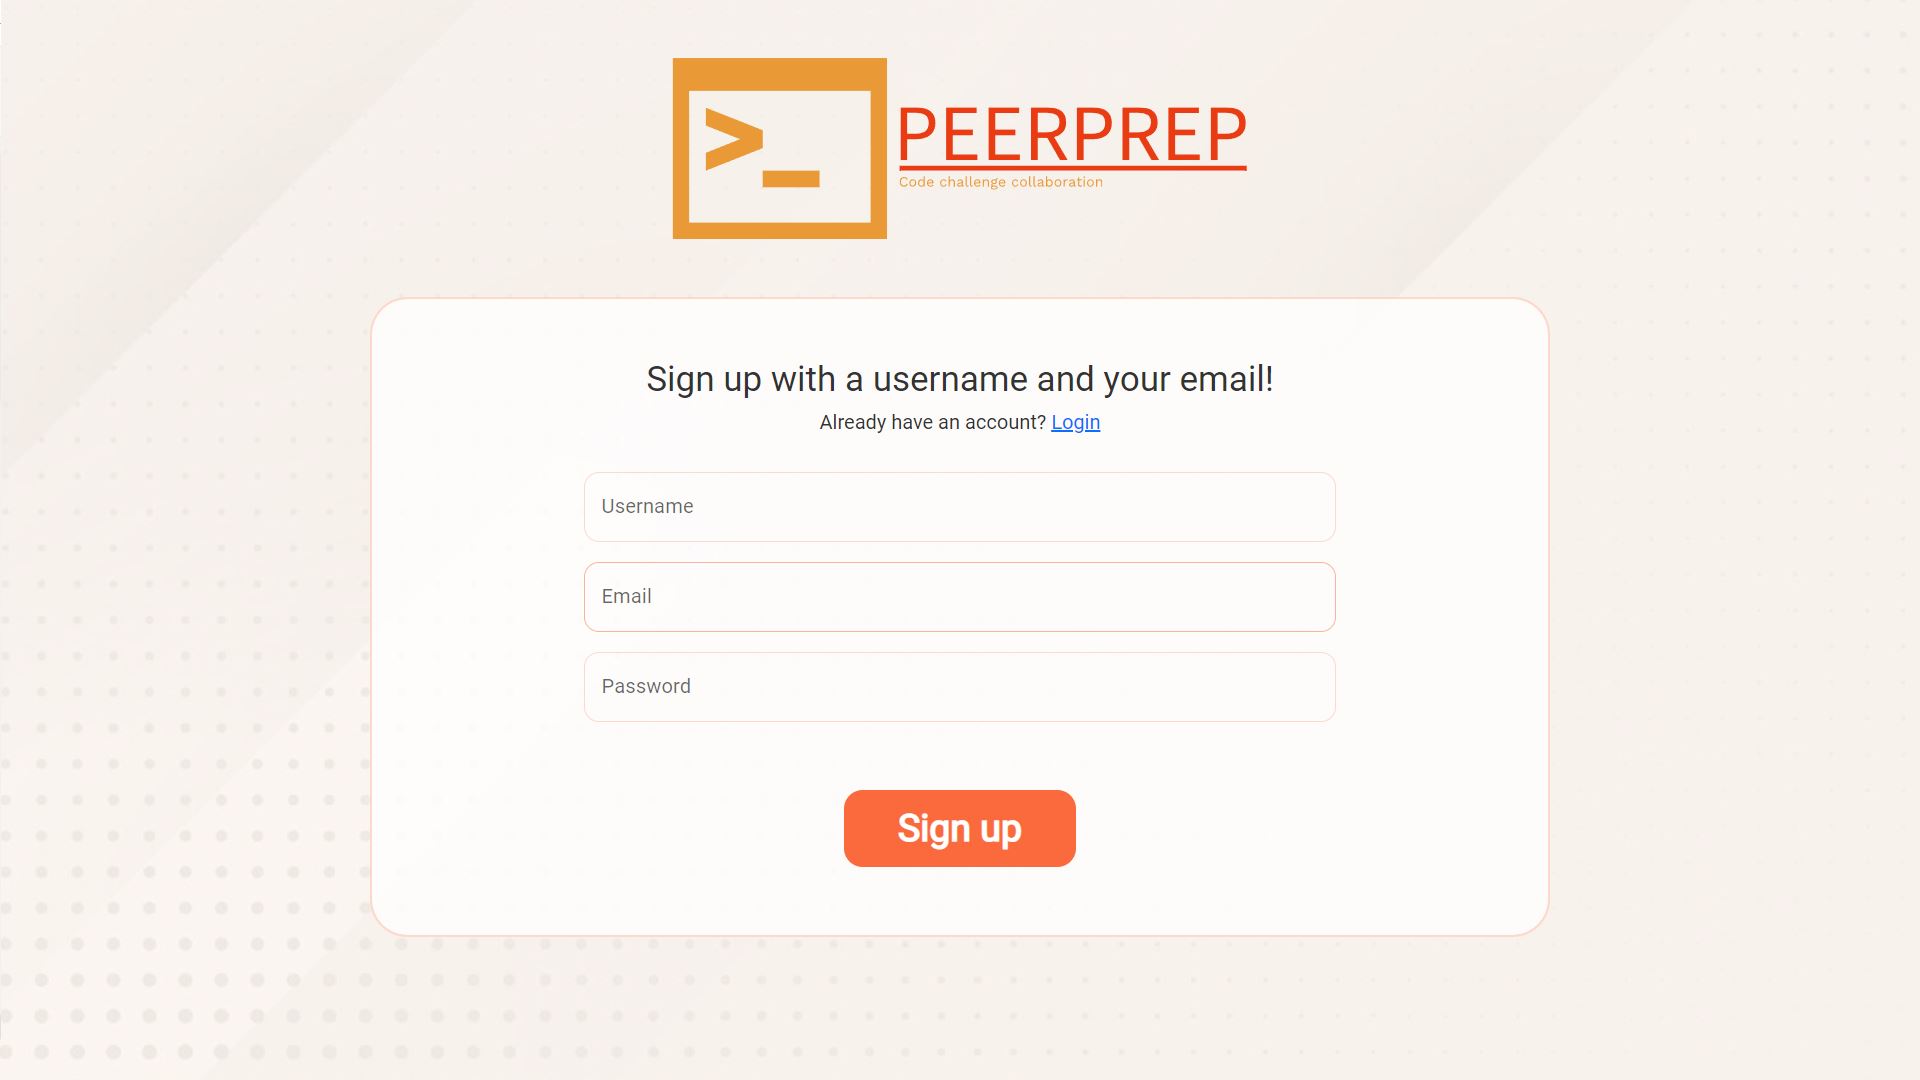 >_
PEERPREP
Code challenge collaboration
Sign up with a username and your email!
Already have an account? Login
Username
Email
Password
Sign up